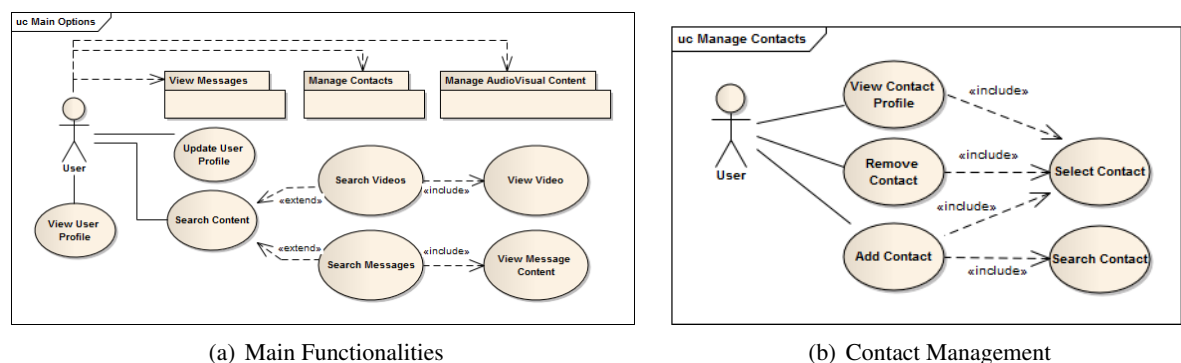 uc Main Options
View Messages
Manage Contacts
Manage AudioVisual Content
User
Update User
Profile
Search Content
View User
Profile
Search Videos
«include»
View Video
«extend»
«extend»
Search Messages
«include»
View Message
Content
(a) Main Functionalities
uc Manage Contacts
User
View Contact
Profile
«include»
Remove
Contact
«include»
Select Contact
«include»
Add Contact
«include»
Search Contact
(b) Contact Management